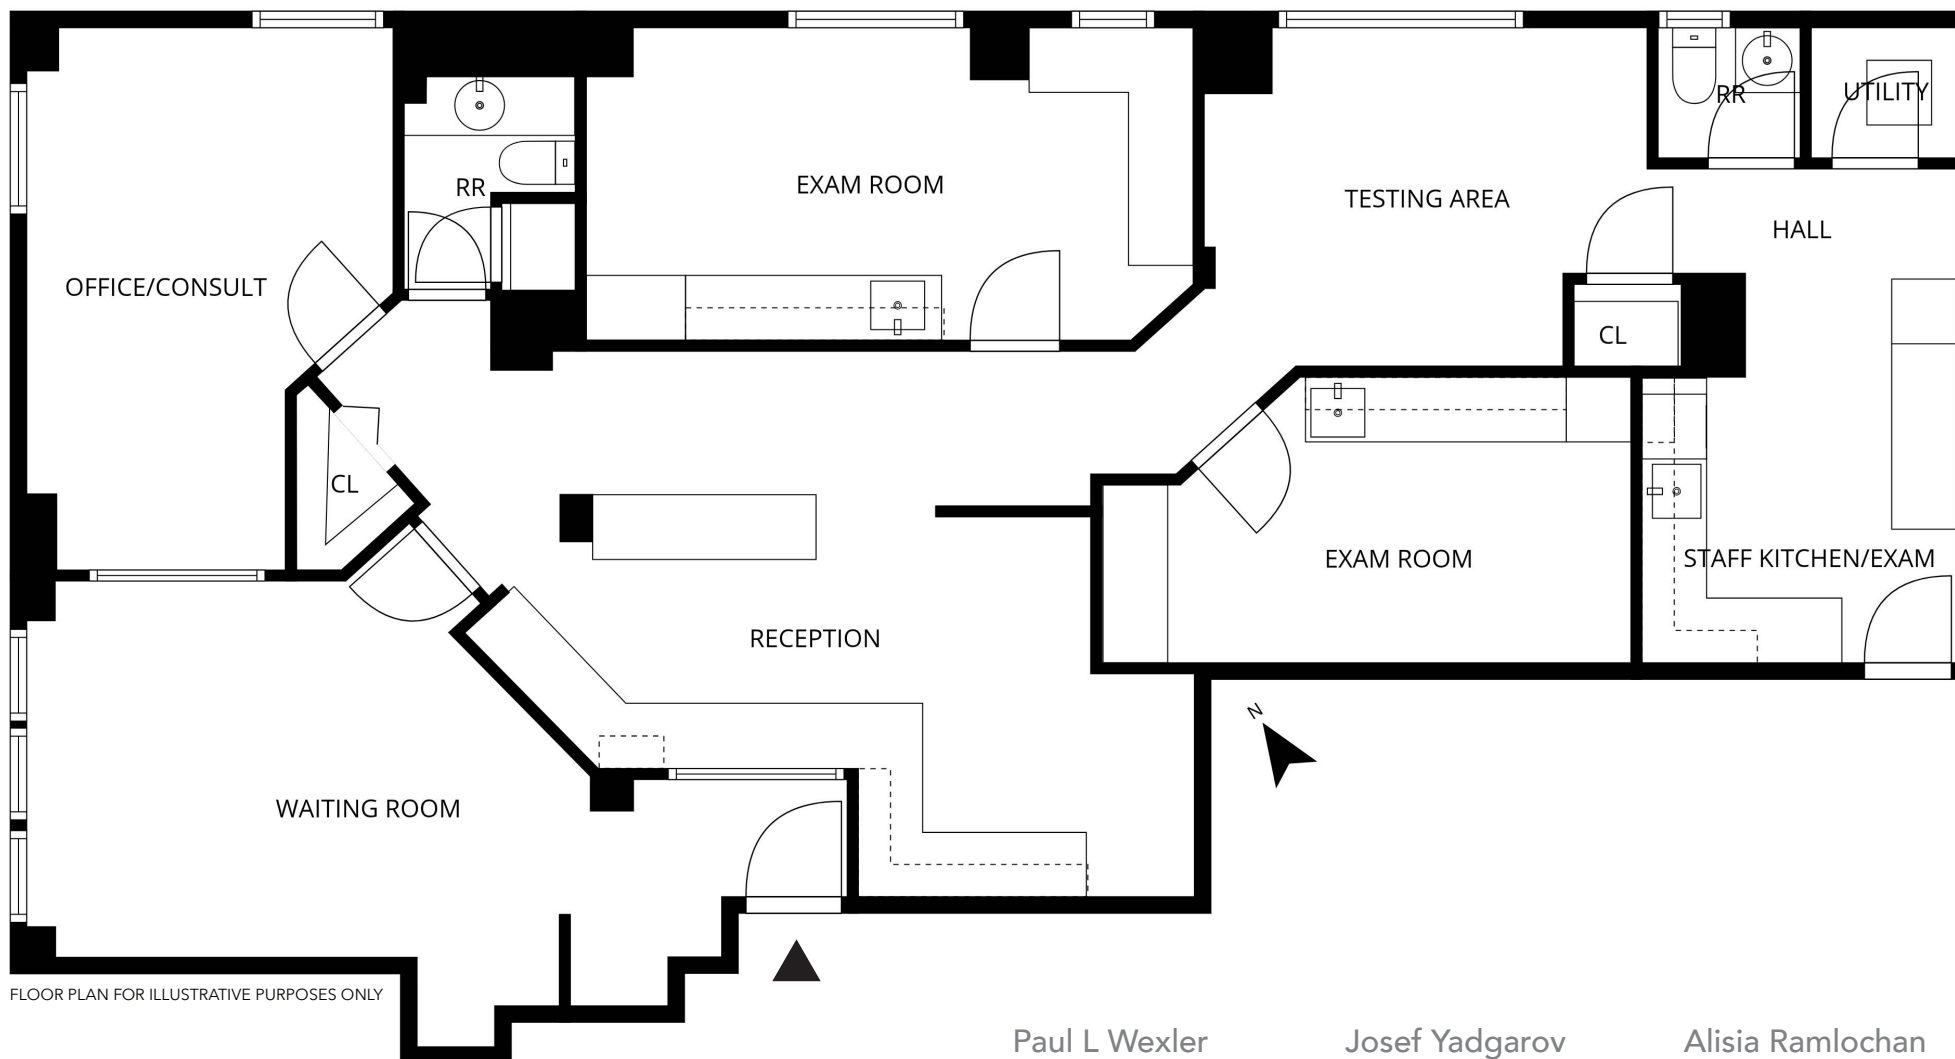 RR
UTILITY
EXAM ROOM
RR
TESTING AREA
HALL
OFFICE/CONSULT
CL
CL
EXAM ROOM
STAFF KITCHEN/EXAM
RECEPTION
N
WAITING ROOM
FLOOR PLAN FOR ILLUSTRATIVE PURPOSES ONLY
Paul L Wexler
Josef Yadgarov
Alisia Ramlochan